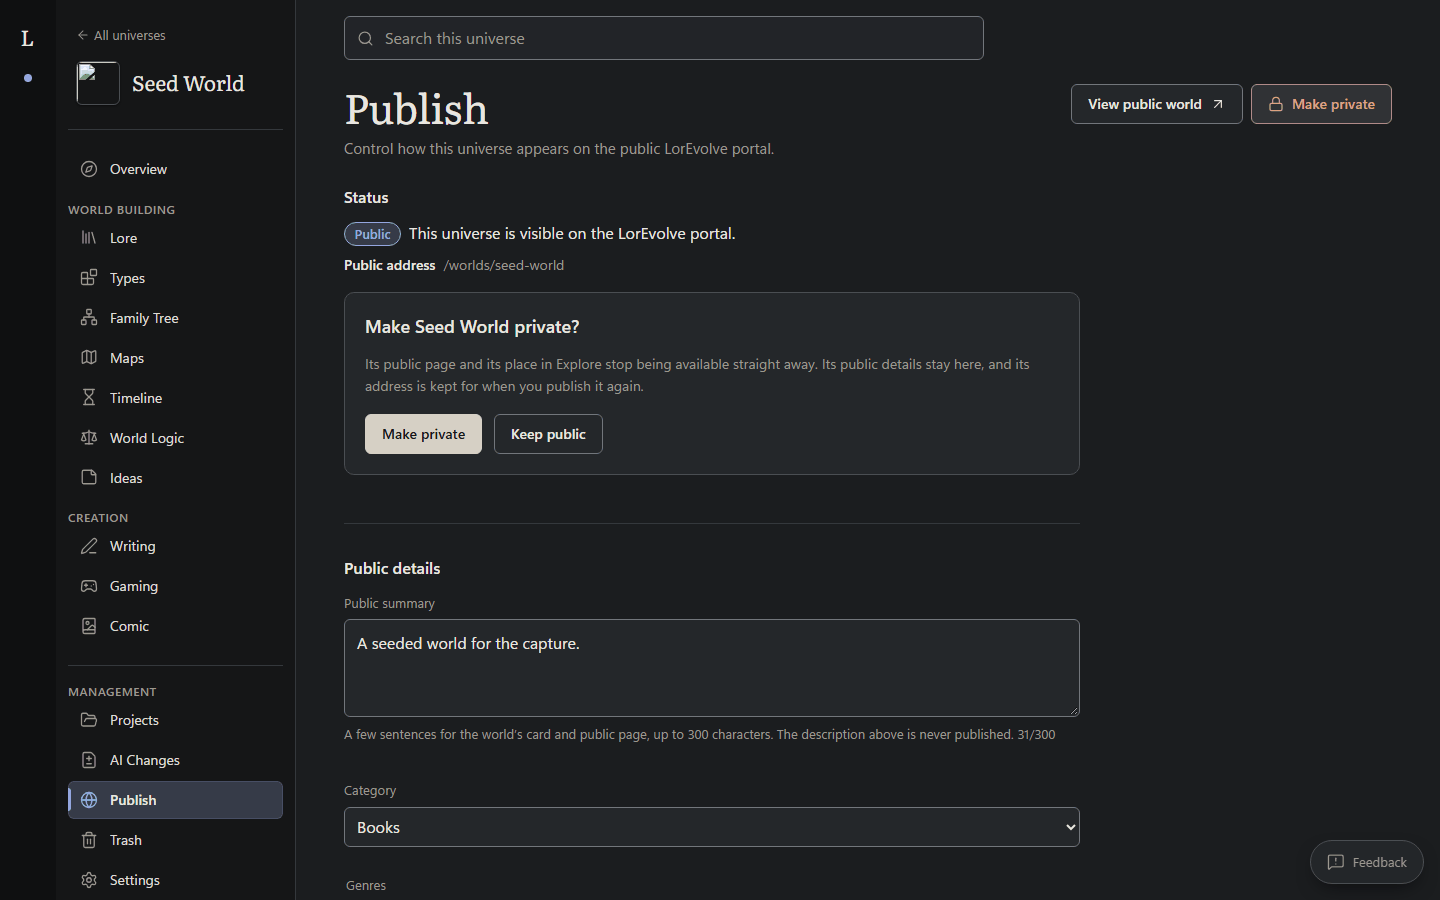 L
All universes
Seed World
Overview
WORLD BUILDING
Lore
Types
Family Tree
Maps
Timeline
World Logic
Ideas
CREATION
Writing
Gaming
Comic
MANAGEMENT
Projects
AI Changes
Publish
Trash
Settings
Search this universe
Publish
View public world
Make private
Control how this universe appears on the public LorEvolve portal.
Status
Public This universe is visible on the LorEvolve portal.
Public address /worlds/seed-world
Make Seed World private?
Its public page and its place in Explore stop being available straight away. Its public details stay here, and its
address is kept for when you publish it again.
Make private
Keep public
Public details
Public summary
A seeded world for the capture.
A few sentences for the world's card and public page, up to 300 characters. The description above is never published. 31/300
Category
Books
Genres
Feedback